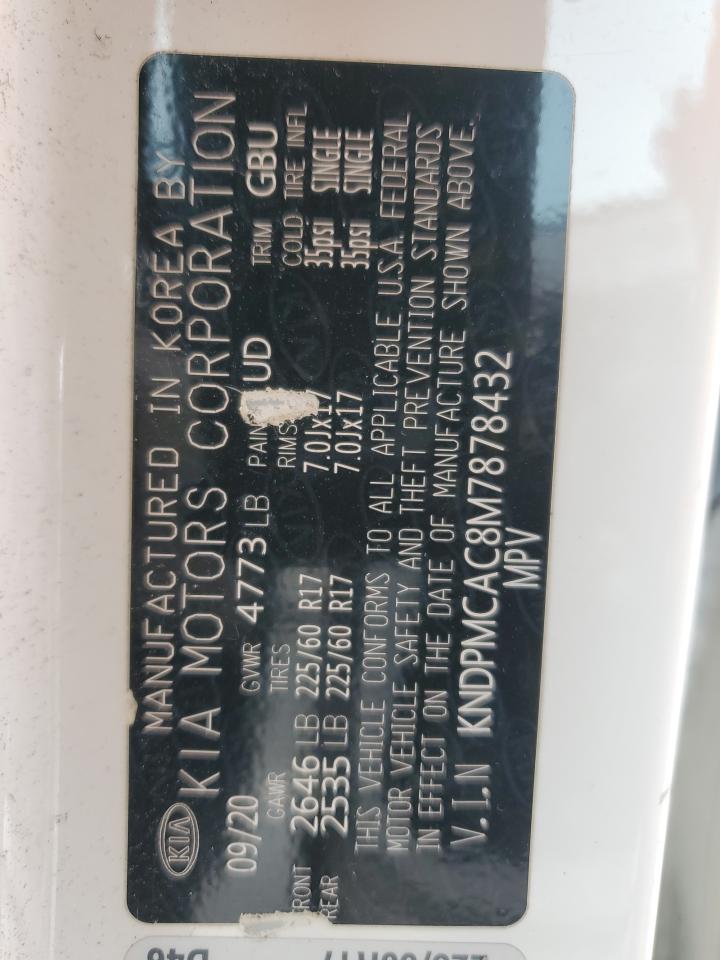 KIA
MANUFACTURED IN KOREA BY
KIA MOTORS CORPORATION
09/20 GVWR 4773 LB UD TRIM GBU
GAWR TIRES RIMS COLD TIRE INFL
2646 LB 225/60 R17 7.0Jx17 35psi SINGLE
REAR 2535 LB 225/60 R17 7.0Jx17 35psi SINGLE
THIS VEHICLE CONFORMS TO ALL APPLICABLE U.S.A. FEDERAL
MOTOR VEHICLE SAFETY AND THEFT PREVENTION STANDARDS
IN EFFECT ON THE DATE OF MANUFACTURE SHOWN ABOVE.
V.I.N KNDPMCAC8M7878432
MPV